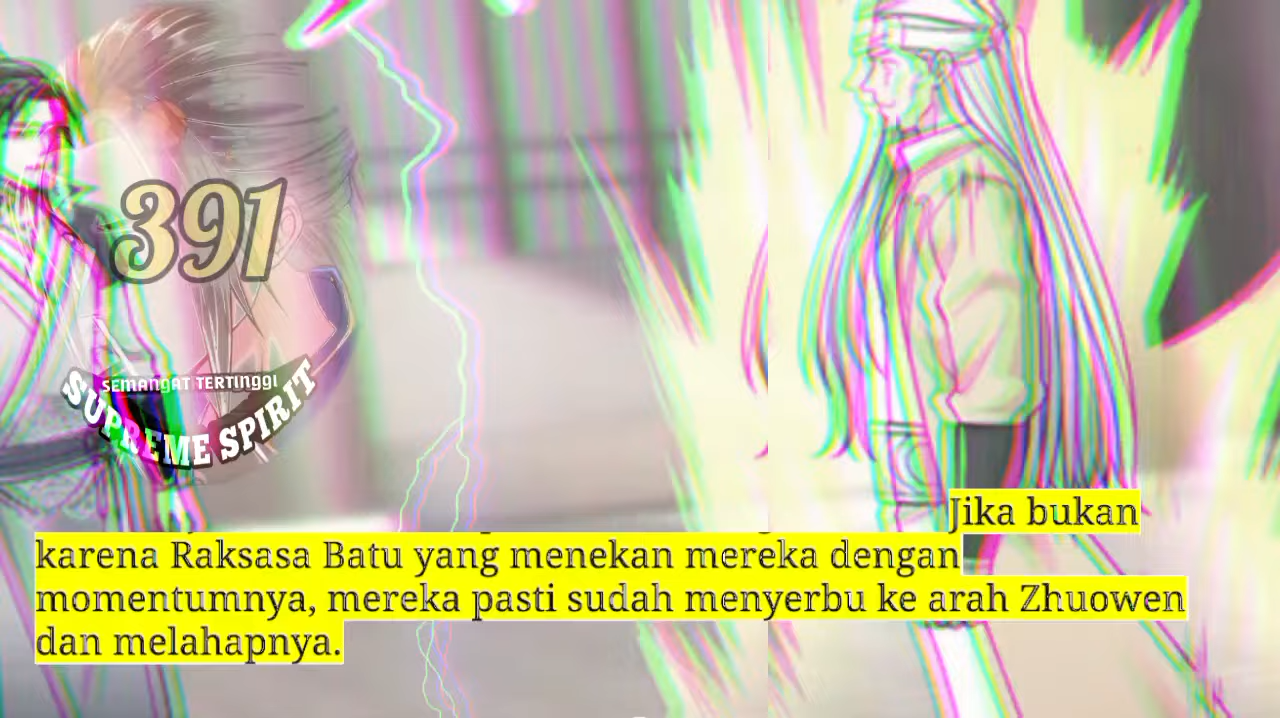 391
SEMANGAT TERTINGGI
SUPREME SPIRIT
Jika bukan
karena Raksasa Batu yang menekan mereka dengan
momentumnya, mereka pasti sudah menyerbu ke arah Zhuowen
dan melahapnya.